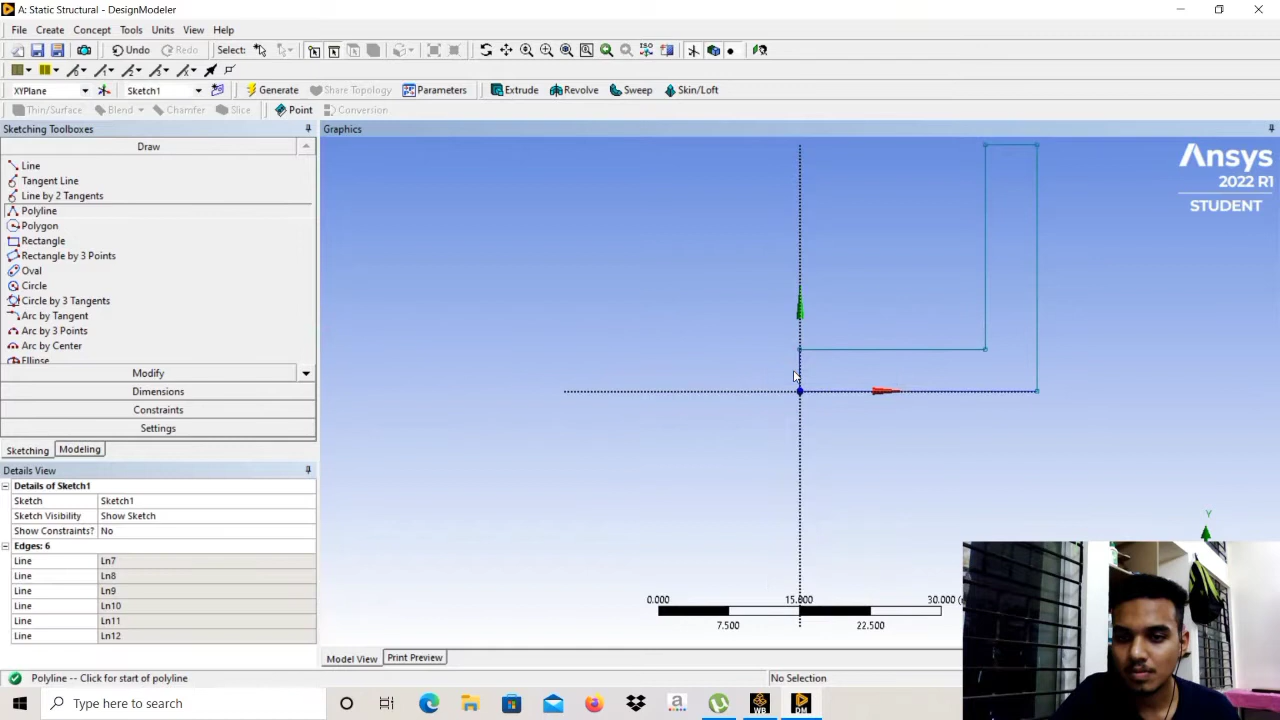 A: Static Structural - DesignModeler
File Create Concept Tools Units View Help
Undo Redo Select: ISO
XYPlane Sketch1 Generate Share Topology Parameters Extrude Revolve Sweep Skin/Loft
Thin/Surface Blend Chamfer Slice Point Conversion
Sketching Toolboxes
Graphics
Draw
Line
Tangent Line
Line by 2 Tangents
Polyline
Polygon
Rectangle
Rectangle by 3 Points
Oval
Circle
Circle by 3 Tangents
Arc by Tangent
Arc by 3 Points
Arc by Center
Ellipse
Modify
Dimensions
Constraints
Settings
Sketching Modeling
Details View
Details of Sketch1
Sketch Sketch1
Sketch Visibility Show Sketch
Show Constraints? No
Edges: 6
Line Ln7
Line Ln8
Line Ln9
Line Ln10
Line Ln11
Line Ln12
Ansys
2022 R1
STUDENT
Y
0.000 15.000 30.000
7.500 22.500
Model View Print Preview
Polyline -- Click for start of polyline
No Selection
Type here to search
a
WB
DM